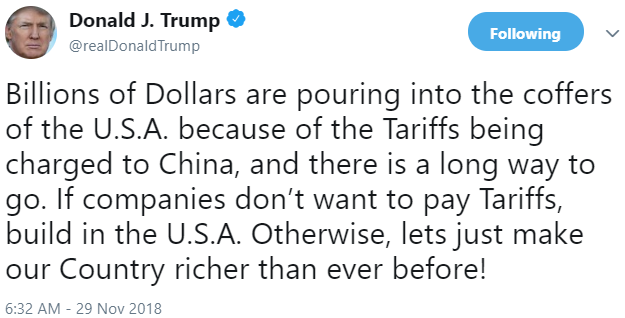 Donald J. Trump
@realDonaldTrump
Following
Billions of Dollars are pouring into the coffers
of the U.S.A. because of the Tariffs being
charged to China, and there is a long way to
go. If companies don’t want to pay Tariffs,
build in the U.S.A. Otherwise, lets just make
our Country richer than ever before!
6:32 AM - 29 Nov 2018